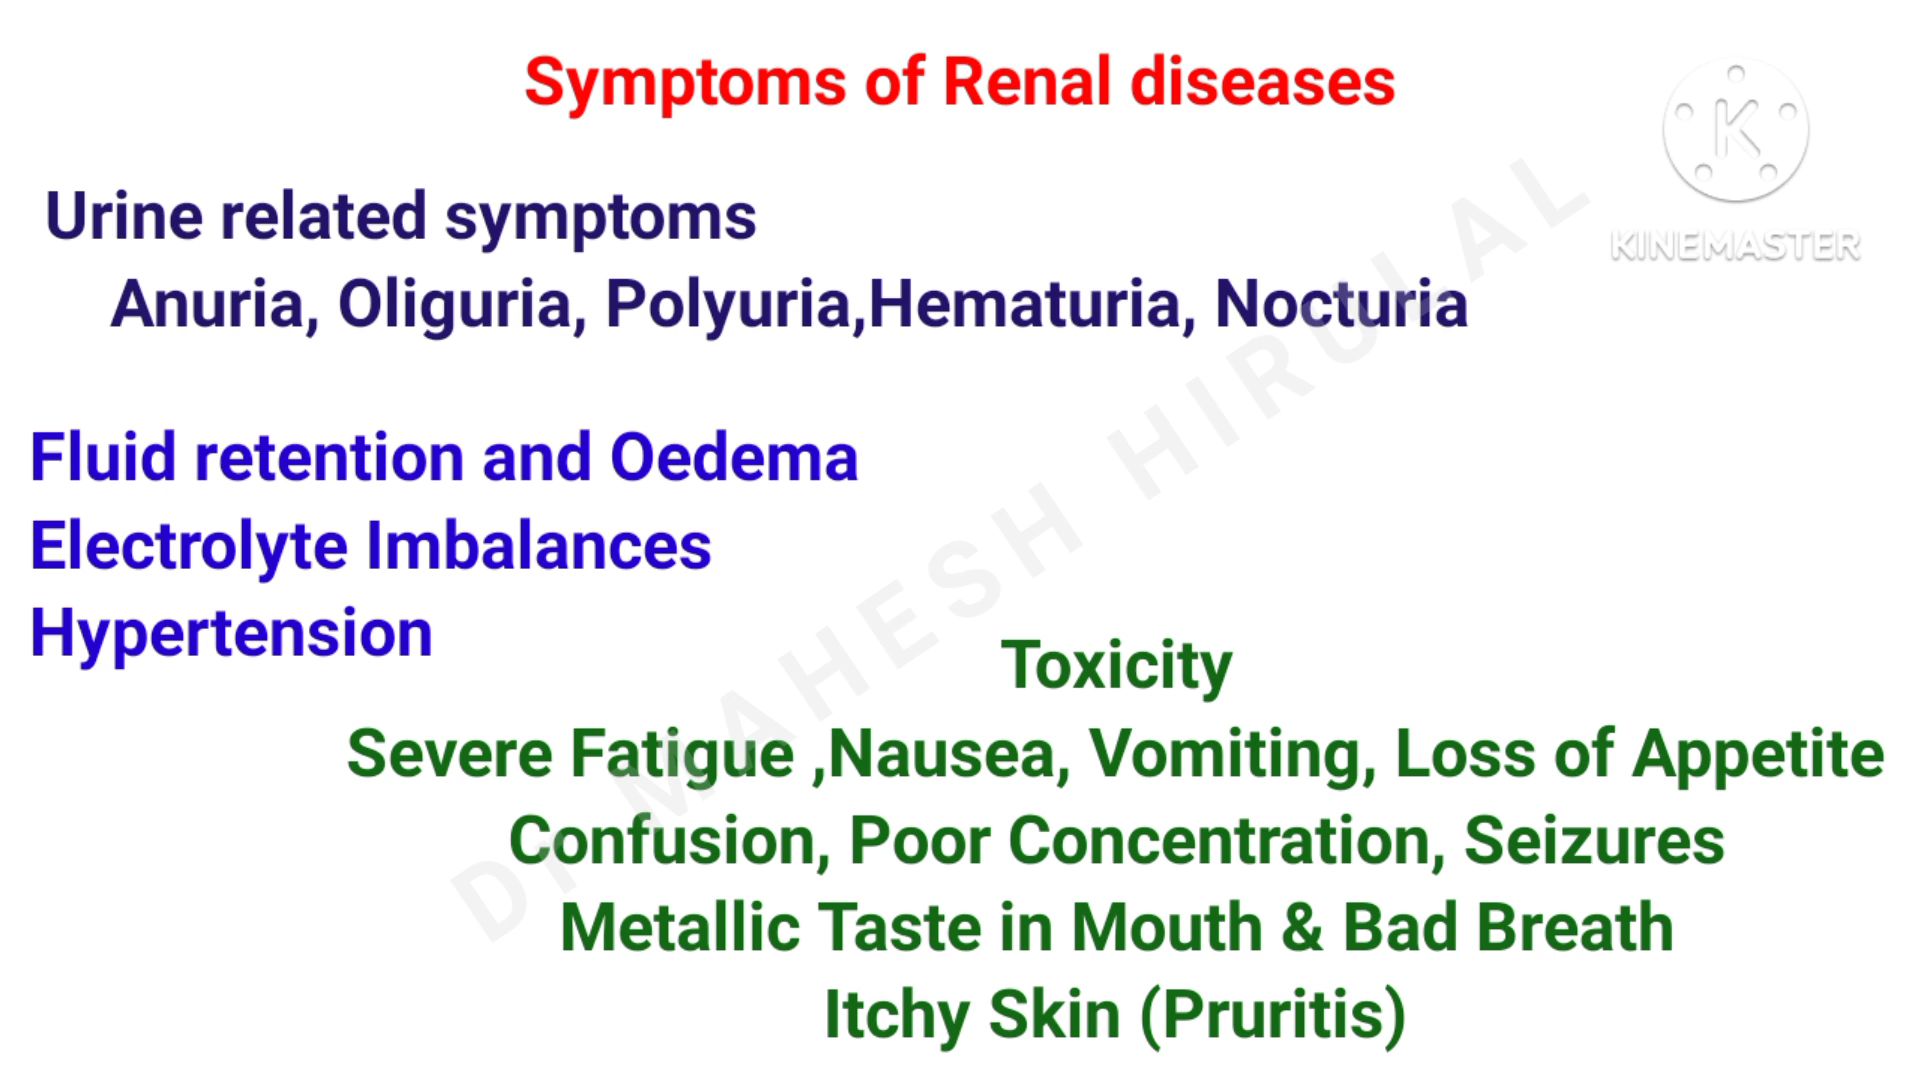 Symptoms of Renal diseases
K
KINEMASTER
Urine related symptoms
Anuria, Oliguria, Polyuria,Hematuria, Nocturia
Fluid retention and Oedema
Electrolyte Imbalances
Hypertension
Toxicity
Severe Fatigue ,Nausea, Vomiting, Loss of Appetite
Confusion, Poor Concentration, Seizures
Metallic Taste in Mouth & Bad Breath
Itchy Skin (Pruritis)
Dr MAHESH HIRULAL